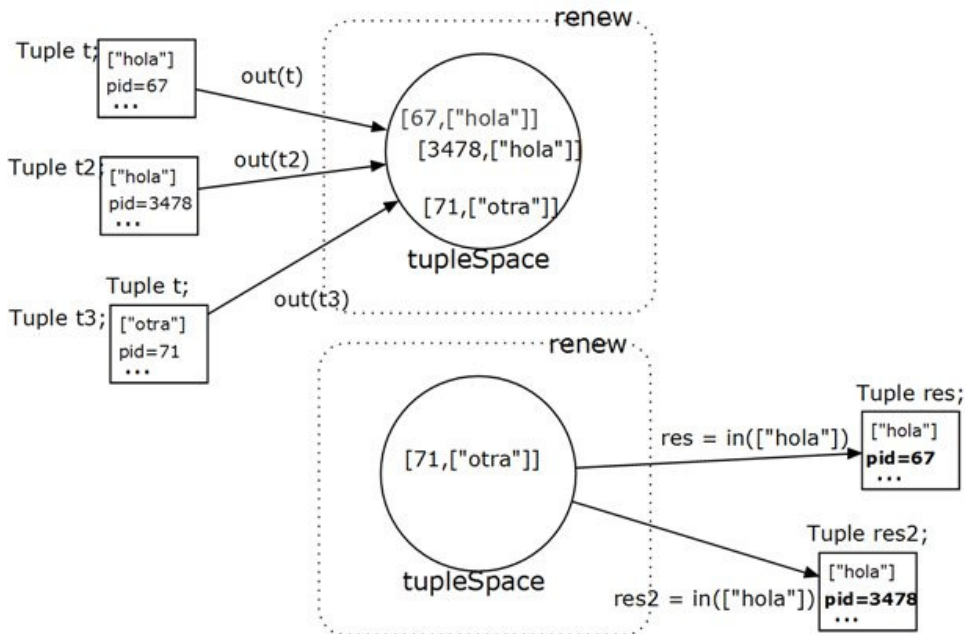 renew
Tuple t;
["hola"]
pid=67
...
out(t)
[67,["hola"]]
Tuple t2;
["hola"]
pid=3478
...
out(t2)
[3478,["hola"]]
[71,["otra"]]
tupleSpace
Tuple t;
Tuple t3;
["otra"]
pid=71
...
out(t3)
renew
[71,["otra"]]
tupleSpace
res = in(["hola"])
Tuple res;
["hola"]
pid=67
...
res2 = in(["hola"])
Tuple res2;
["hola"]
pid=3478
...